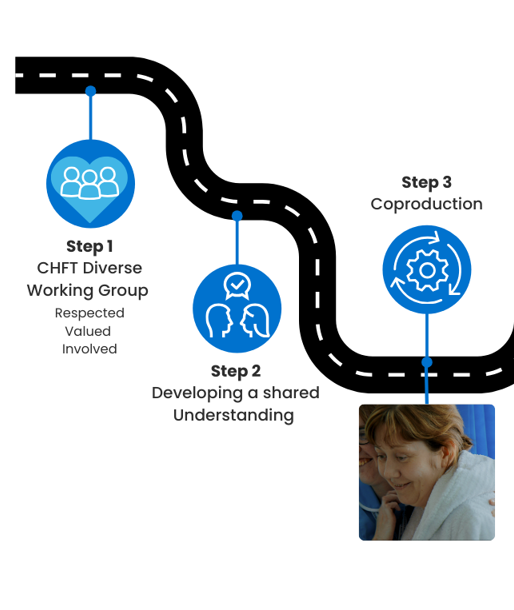 Step 1
CHFT Diverse
Working Group
Respected
Valued
Involved
Step 2
Developing a shared
Understanding
Step 3
Coproduction